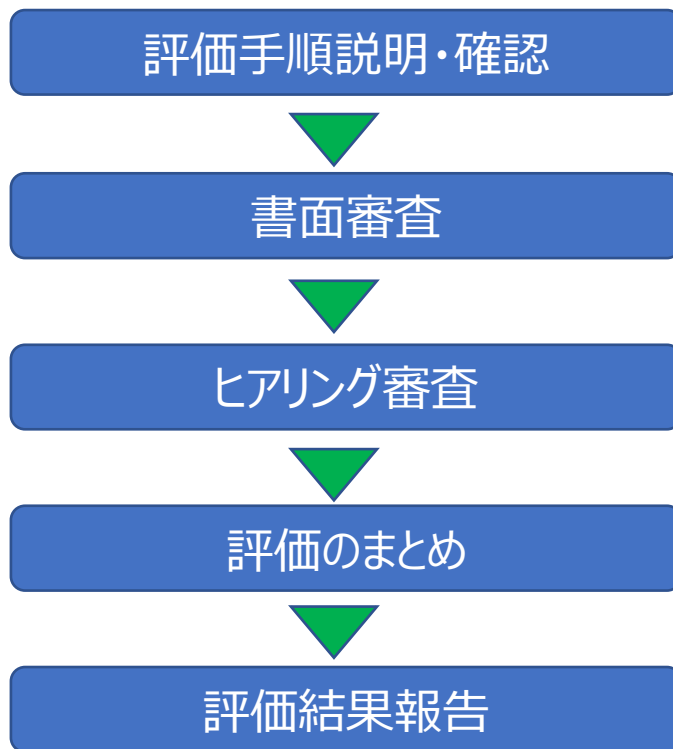 評価手順説明・確認
書面審査
ヒアリング審査
評価のまとめ
評価結果報告